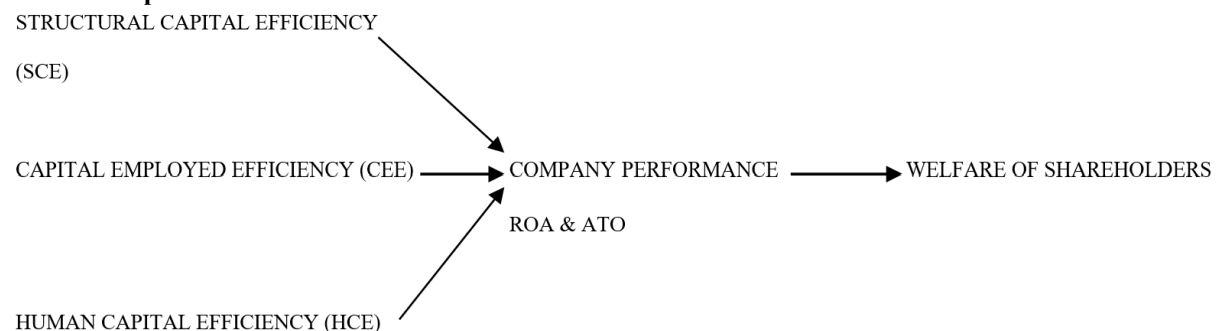 STRUCTURAL CAPITAL EFFICIENCY
(SCE)
CAPITAL EMPLOYED EFFICIENCY (CEE)
COMPANY PERFORMANCE
WELFARE OF SHAREHOLDERS
ROA & ATO
HUMAN CAPITAL EFFICIENCY (HCE)